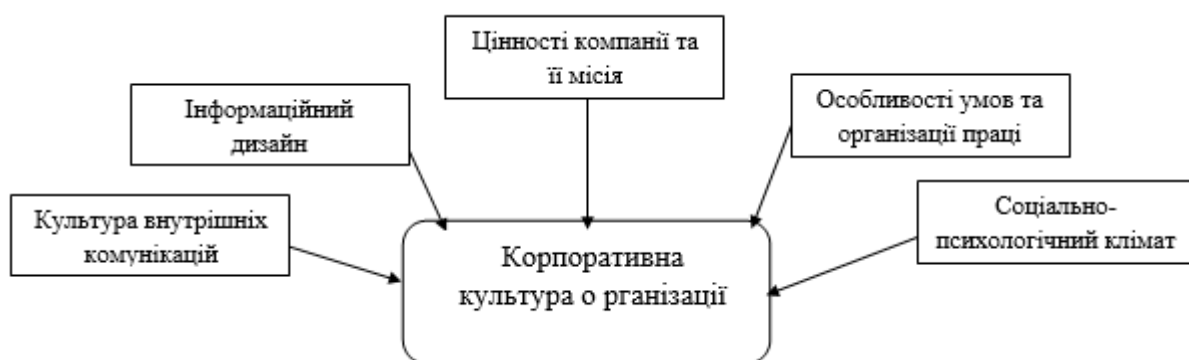 Цінності компанії та
її місія
Інформаційний
дизайн
Особливості умов та
організації праці
Культура внутрішніх
комунікацій
Соціально-
психологічний клімат
Корпоративна
культура о рганізації